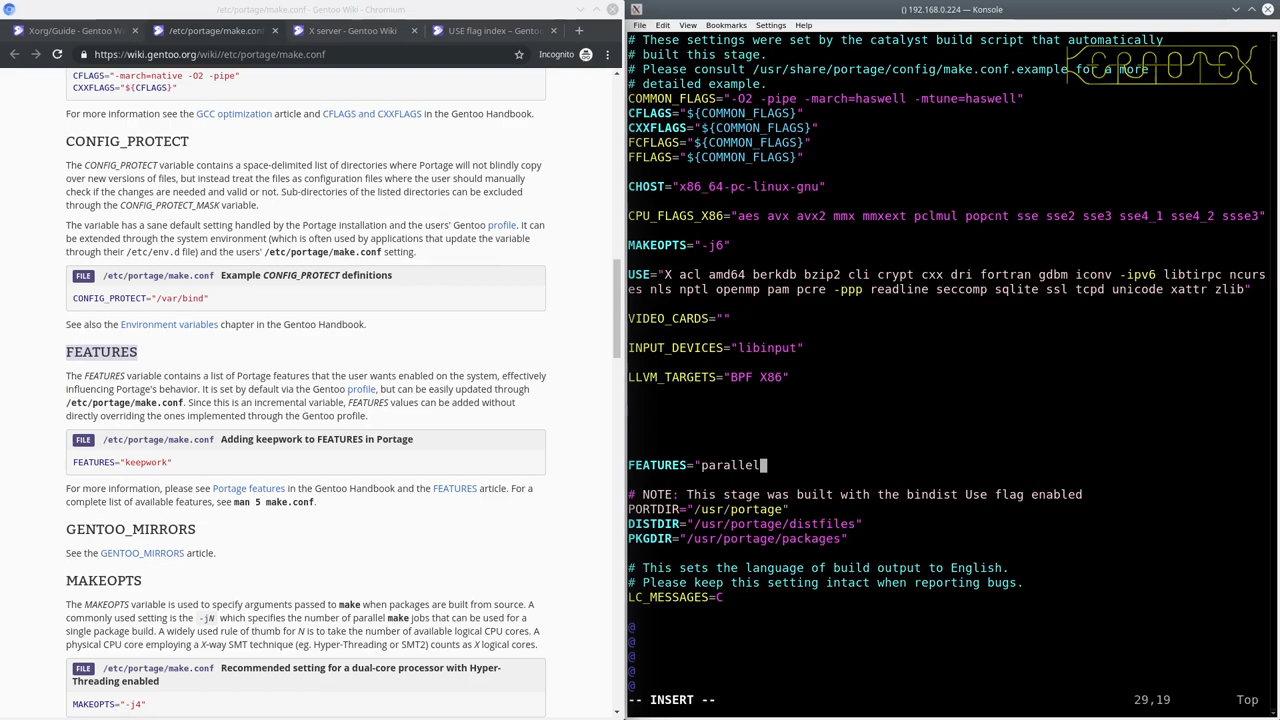 /etc/portage/make.conf - Gentoo Wiki - Chromium
Xorg/Guide - Gentoo Wiki
/etc/portage/make.conf
X server - Gentoo Wiki
USE flag index – Gentoo
https://wiki.gentoo.org/wiki/etc/portage/make.conf
Incognito
CFLAGS="-march=native -O2 -pipe"
CXXFLAGS="${CFLAGS}"
For more information see the GCC optimization article and CFLAGS and CXXFLAGS in the Gentoo Handbook.
CONFIG_PROTECT
The CONFIG_PROTECT variable contains a space-delimited list of directories where Portage will not blindly copy
over new versions of files, but instead treat the files as configuration files where the user should manually
check if the changes are needed and valid or not. Sub-directories of the listed directories can be excluded
through the CONFIG_PROTECT_MASK variable.
The variable has a sane default setting handled by the Portage installation and the users' Gentoo profile. It can
be extended through the system environment (which is often used by applications that update the variable
through their /etc/env.d file) and the users' /etc/portage/make.conf setting.
FILE /etc/portage/make.conf Example CONFIG_PROTECT definitions
CONFIG_PROTECT="/var/bind"
See also the Environment variables chapter in the Gentoo Handbook.
FEATURES
The FEATURES variable contains a list of Portage features that the user wants enabled on the system, effectively
influencing Portage's behavior. It is set by default via the Gentoo profile, but can be easily updated through
/etc/portage/make.conf. Since this is an incremental variable, FEATURES values can be added without
directly overriding the ones implemented through the Gentoo profile.
FILE /etc/portage/make.conf Adding keepwork to FEATURES in Portage
FEATURES="keepwork"
For more information, please see Portage features in the Gentoo Handbook and the FEATURES article. For a
complete list of available features, see man 5 make.conf.
GENTOO_MIRRORS
See the GENTOO_MIRRORS article.
MAKEOPTS
The MAKEOPTS variable is used to specify arguments passed to make when packages are built from source. A
commonly used setting is the -jN which specifies the number of parallel make jobs that can be used for a
single package build. A widely used rule of thumb for N is to take the number of available logical CPU cores. A
physical CPU core employing a X-way SMT technique (eg. Hyper-Threading or SMT2) counts as X logical cores.
FILE /etc/portage/make.conf Recommended setting for a dual-core processor with Hyper-
Threading enabled
MAKEOPTS="-j4"
() 192.168.0.224 — Konsole
File Edit View Bookmarks Settings Help
# These settings were set by the catalyst build script that automatically
# built this stage.
# Please consult /usr/share/portage/config/make.conf.example for a more
# detailed example.
COMMON_FLAGS="-O2 -pipe -march=haswell -mtune=haswell"
CFLAGS="${COMMON_FLAGS}"
CXXFLAGS="${COMMON_FLAGS}"
FCFLAGS="${COMMON_FLAGS}"
FFLAGS="${COMMON_FLAGS}"
CHOST="x86_64-pc-linux-gnu"
CPU_FLAGS_X86="aes avx avx2 mmx mmxext pclmul popcnt sse sse2 sse3 sse4_1 sse4_2 ssse3"
MAKEOPTS="-j6"
USE="X acl amd64 berkdb bzip2 cli crypt cxx dri fortran gdbm iconv -ipv6 libtirpc ncurs
es nls nptl openmp pam pcre -ppp readline seccomp sqlite ssl tcpd unicode xattr zlib"
VIDEO_CARDS=""
INPUT_DEVICES="libinput"
LLVM_TARGETS="BPF X86"
FEATURES="parallel
# NOTE: This stage was built with the bindist Use flag enabled
PORTDIR="/usr/portage"
DISTDIR="/usr/portage/distfiles"
PKGDIR="/usr/portage/packages"
# This sets the language of build output to English.
# Please keep this setting intact when reporting bugs.
LC_MESSAGES=C
@
@
@
@
@
-- INSERT -- 29,19 Top